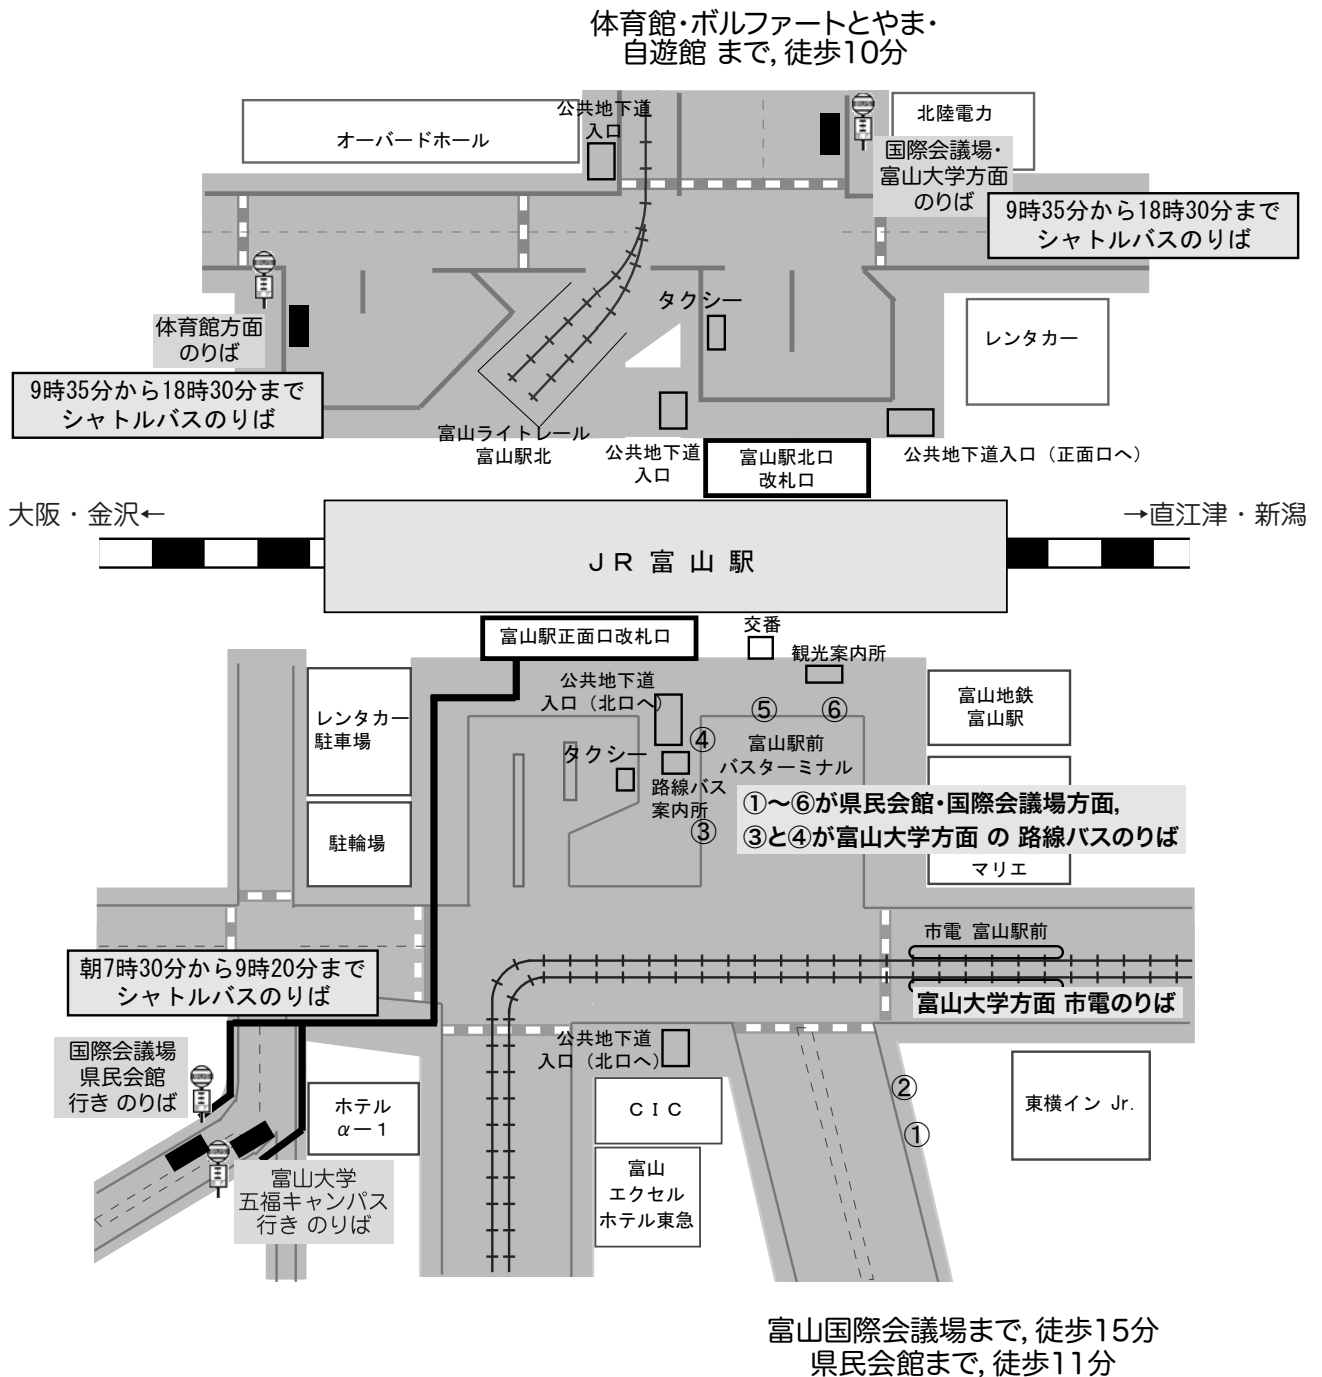 体育館・ボルファートとやま・
自遊館 まで, 徒歩10分
公共地下道
入口
オーバードホール
北陸電力
国際会議場・
富山大学方面
のりば
9時35分から18時30分まで
シャトルバスのりば
体育館方面
のりば
9時35分から18時30分まで
シャトルバスのりば
タクシー
レンタカー
富山ライトレール
富山駅北
公共地下道
入口
富山駅北口
改札口
公共地下道入口（正面口へ）
大阪・金沢←
→直江津・新潟
ＪＲ富山駅
富山駅正面口改札口
交番
観光案内所
公共地下道
入口（北口へ）
レンタカー
駐車場
富山地鉄
富山駅
⑤
⑥
④
富山駅前
バスターミナル
タクシー
路線バス
案内所
①～⑥が県民会館・国際会議場方面,
③と④が富山大学方面 の 路線バスのりば
③
駐輪場
マリエ
市電 富山駅前
富山大学方面 市電のりば
朝7時30分から9時20分まで
シャトルバスのりば
国際会議場
県民会館
行き のりば
公共地下道
入口（北口へ）
ホテル
α－１
ＣＩＣ
②
①
東横イン Jr.
富山
エクセル
ホテル東急
富山大学
五福キャンパス
行き のりば
富山国際会議場まで, 徒歩15分
県民会館まで, 徒歩11分